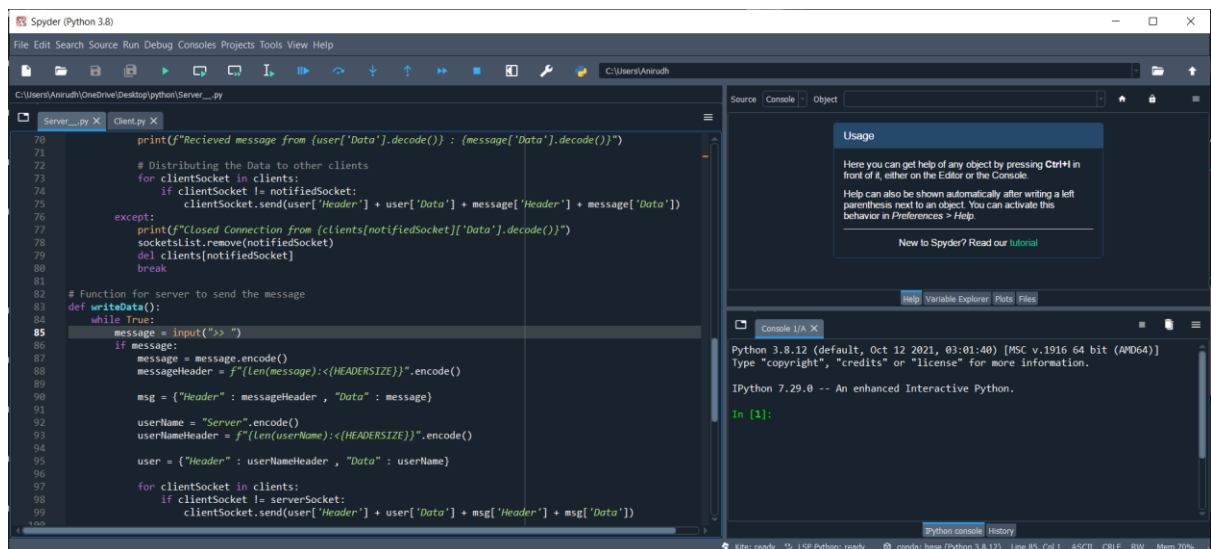 Spyder (Python 3.8)
File Edit Search Source Run Debug Consoles Projects Tools View Help
C:\Users\Anirudh
C:\Users\Anirudh\OneDrive\Desktop\python\Server__.py
Server__.py X Client.py X
70 print(f"Recieved message from {user['Data'].decode()} : {message['Data'].decode()}")
71
72 # Distributing the Data to other clients
73 for clientSocket in clients:
74 if clientSocket != notifiedSocket:
75 clientSocket.send(user['Header'] + user['Data'] + message['Header'] + message['Data'])
76 except:
77 print(f"Closed Connection from {clients[notifiedSocket]['Data'].decode()}")
78 socketsList.remove(notifiedSocket)
79 del clients[notifiedSocket]
80 break
81
82 # Function for server to send the message
83 def writeData():
84 while True:
85 message = input(">> ")
86 if message:
87 message = message.encode()
88 messageHeader = f"{len(message):<{HEADERSIZE}}".encode()
89
90 msg = {"Header" : messageHeader , "Data" : message}
91
92 userName = "Server".encode()
93 userNameHeader = f"{len(userName):<{HEADERSIZE}}".encode()
94
95 user = {"Header" : userNameHeader , "Data" : userName}
96
97 for clientSocket in clients:
98 if clientSocket != serverSocket:
99 clientSocket.send(user['Header'] + user['Data'] + msg['Header'] + msg['Data'])
100
Source Console Object
Usage
Here you can get help of any object by pressing Ctrl+I in
front of it, either on the Editor or the Console.
Help can also be shown automatically after writing a left
parenthesis next to an object. You can activate this
behavior in Preferences > Help.
New to Spyder? Read our tutorial
Help Variable Explorer Plots Files
Console 1/A X
Python 3.8.12 (default, Oct 12 2021, 03:01:40) [MSC v.1916 64 bit (AMD64)]
Type "copyright", "credits" or "license" for more information.
IPython 7.29.0 -- An enhanced Interactive Python.
In [1]:
IPython console History
Kite: ready LSP Python: ready conda: base (Python 3.8.12) Line 85, Col 1 ASCII CRLF RW Mem 70%